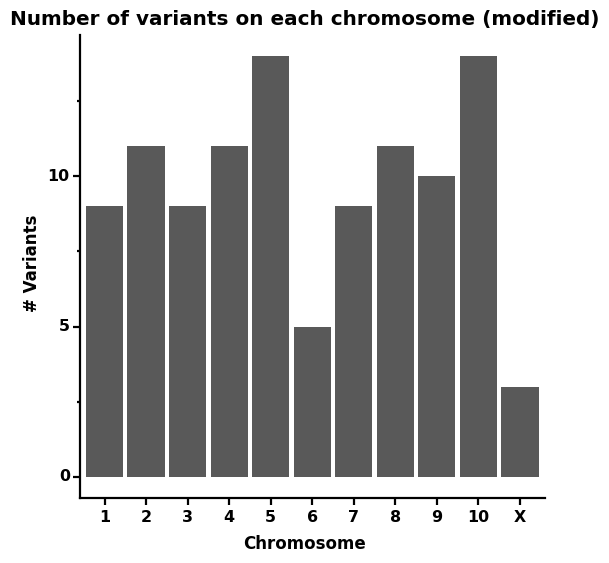 Number of variants on each chromosome (modified)
10
5
0
# Variants
1 2 3 4 5 6 7 8 9 10 X
Chromosome